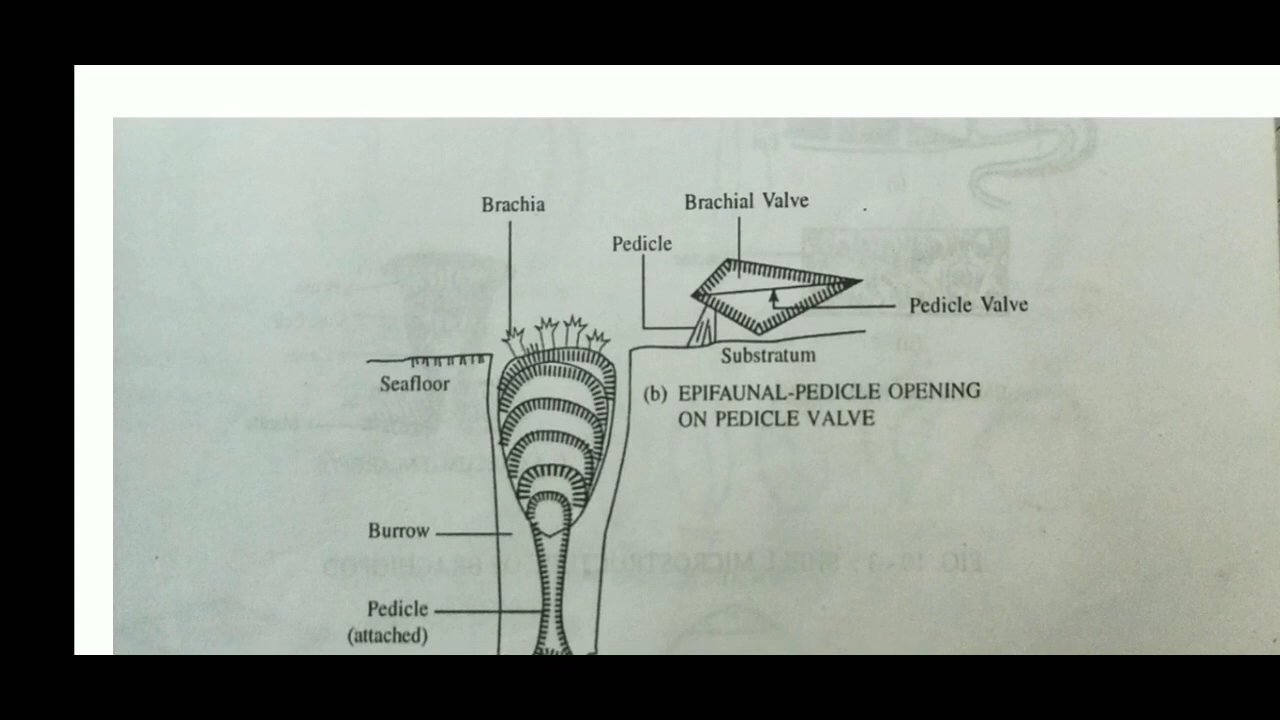 Brachia
Brachial Valve
Pedicle
Pedicle Valve
Substratum
Seafloor
(b) EPIFAUNAL-PEDICLE OPENING
ON PEDICLE VALVE
Burrow
Pedicle
(attached)